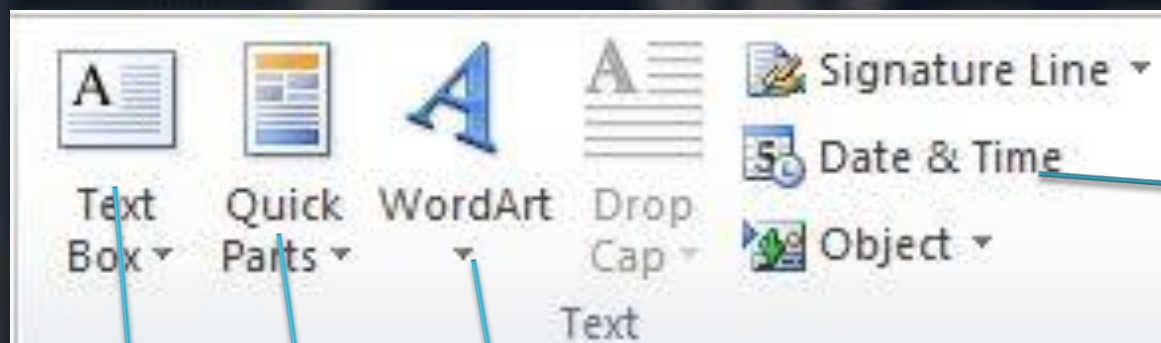 Text
Box
Quick
Parts
WordArt
Drop
Cap
Signature Line
Date & Time
Object
Text